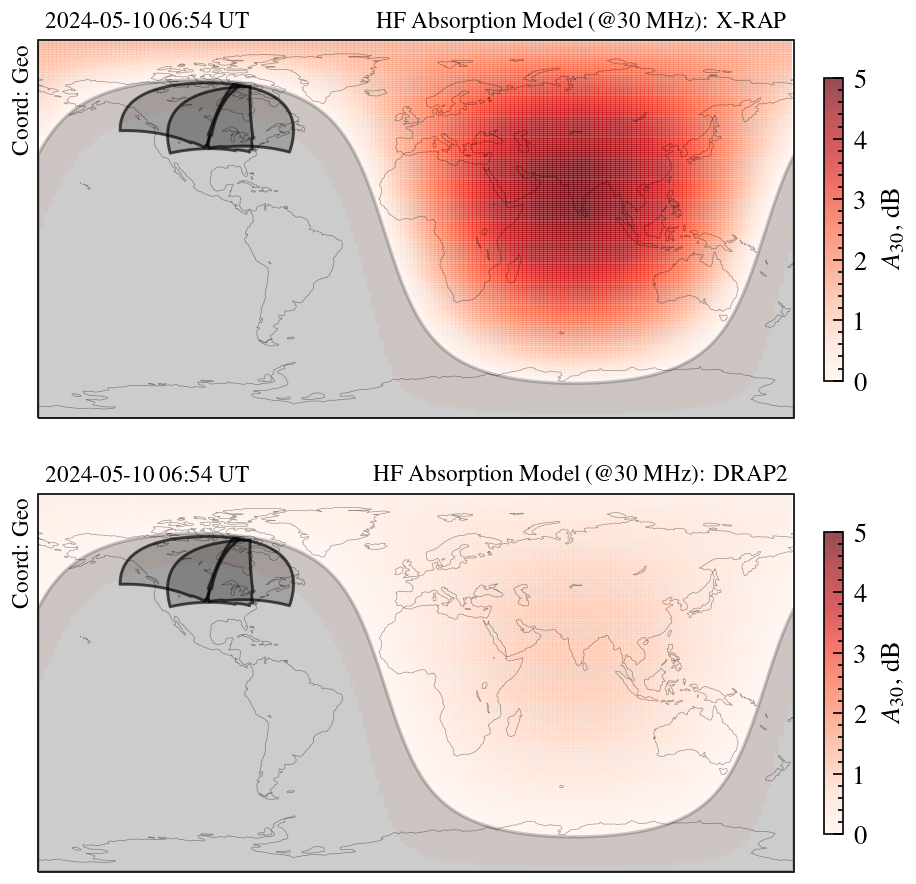 2024-05-10 06:54 UT HF Absorption Model (@30 MHz): X-RAP
Coord: Geo
5
4
3
2
1
0
A30, dB
2024-05-10 06:54 UT HF Absorption Model (@30 MHz): DRAP2
Coord: Geo
5
4
3
2
1
0
A30, dB